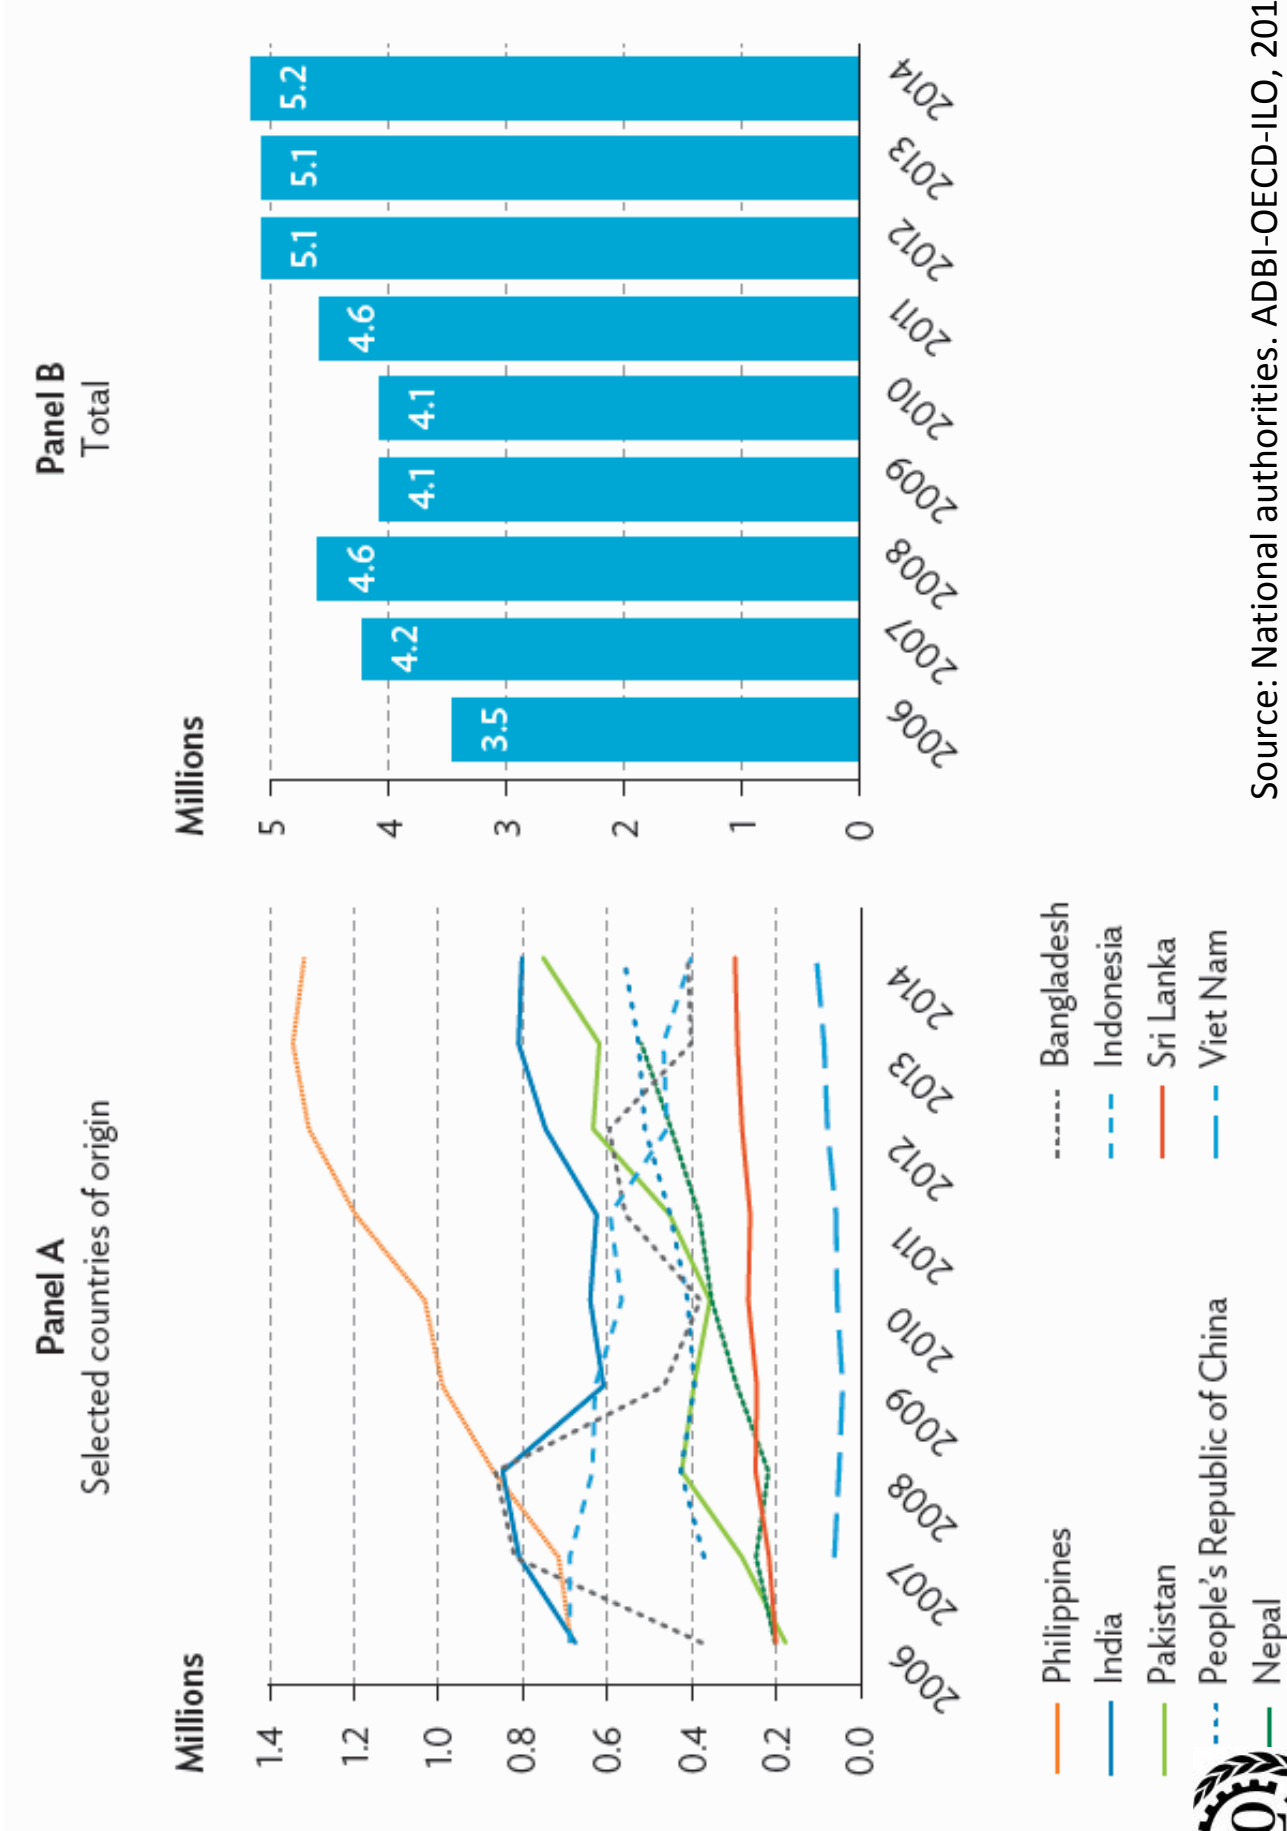 Panel A
Selected countries of origin
Millions
1.4
1.2
1.0
0.8
0.6
0.4
0.2
0.0
2006 2007 2008 2009 2010 2011 2012 2013 2014
Philippines
India
Pakistan
People's Republic of China
Nepal
Bangladesh
Indonesia
Sri Lanka
Viet Nam
Panel B
Total
Millions
5
4
3
2
1
0
3.5 4.2 4.6 4.1 4.1 4.6 5.1 5.1 5.2
2006 2007 2008 2009 2010 2011 2012 2013 2014
Source: National authorities. ADBI-OECD-ILO, 201